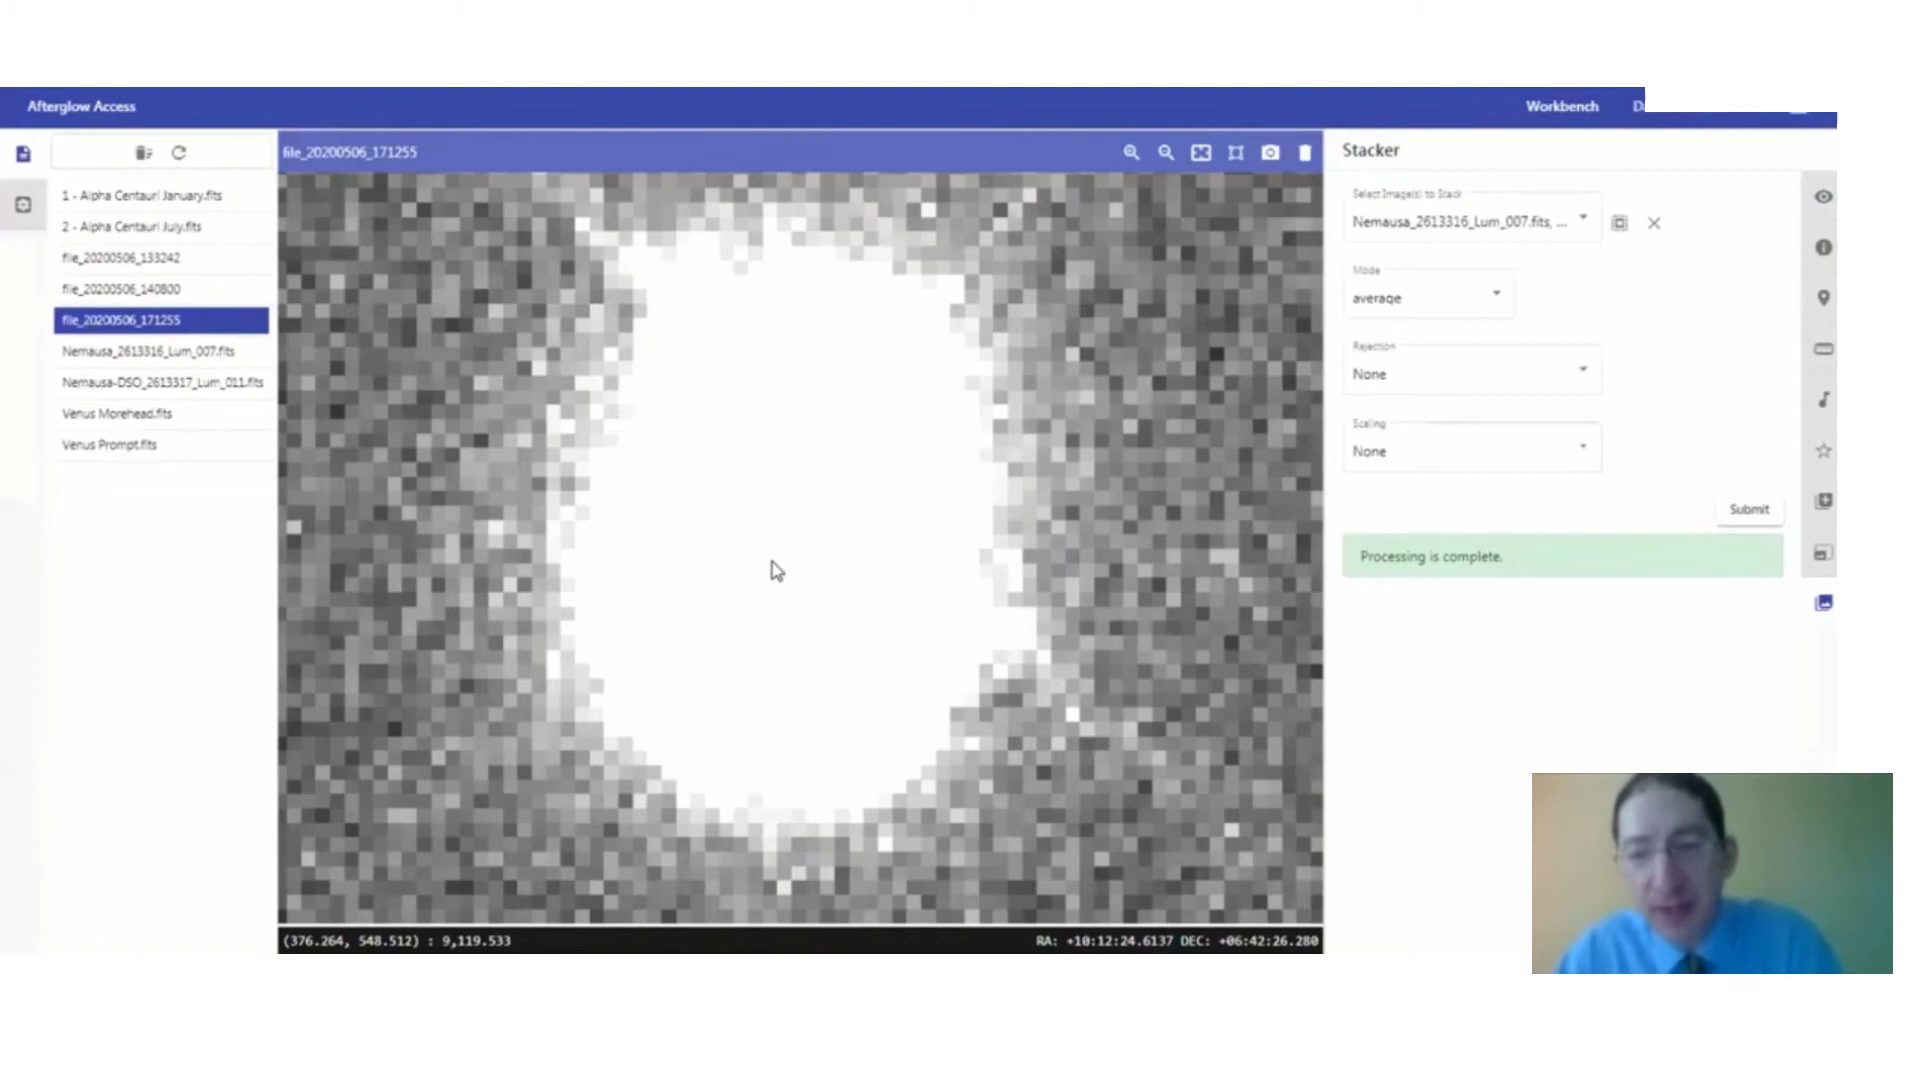 Afterglow Access
Workbench
file_20200506_171255
Stacker
1 - Alpha Centauri January.fits
2 - Alpha Centauri July.fits
file_20200506_133242
file_20200506_140800
file_20200506_171255
Nemausa_2613316_Lum_007.fits
Nemausa-DSO_2613317_Lum_011.fits
Venus Morehead.fits
Venus Prompt.fits
Select Image(s) to Stack
Nemausa_2613316_Lum_007.fits, ...
Mode
average
Rejection
None
Scaling
None
Submit
Processing is complete.
(376.264, 548.512) : 9,119.533
RA: +10:12:24.6137 DEC: +06:42:26.280